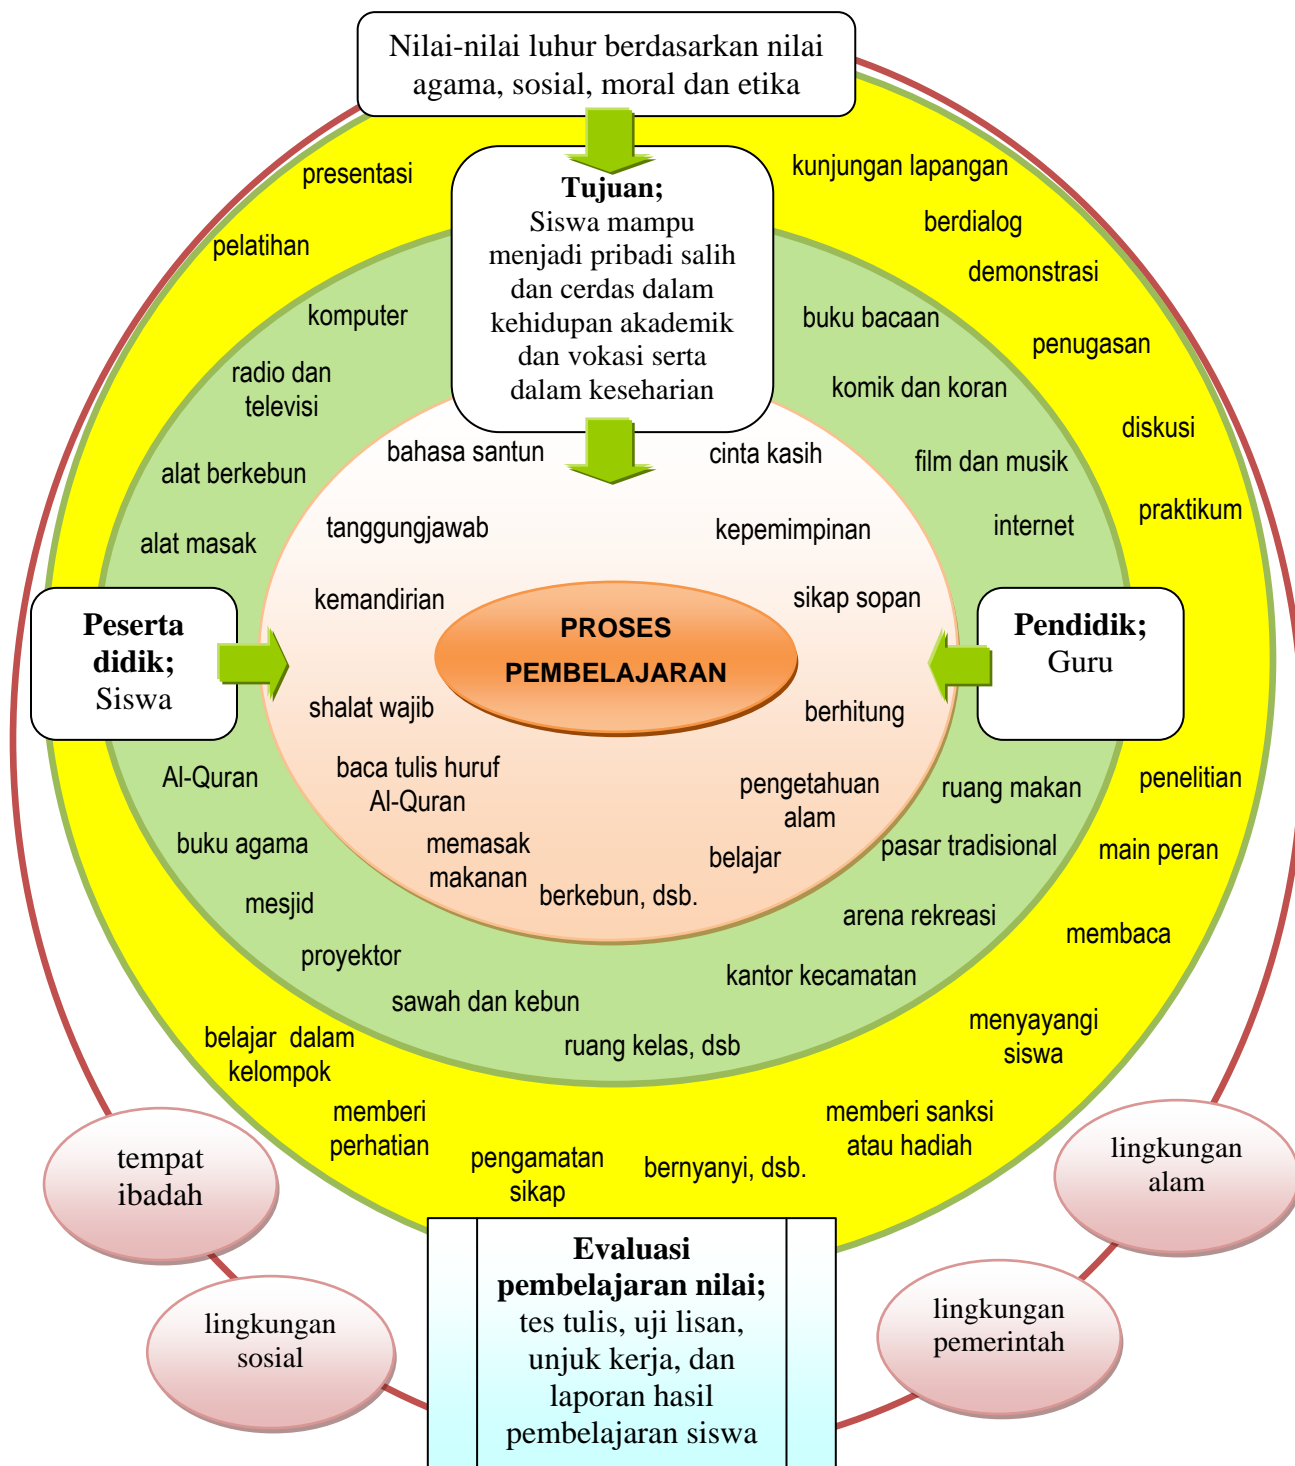 Nilai-nilai luhur berdasarkan nilai
agama, sosial, moral dan etika
Tujuan;
Siswa mampu
menjadi pribadi salih
dan cerdas dalam
kehidupan akademik
dan vokasi serta
dalam keseharian
presentasi
pelatihan
kunjungan lapangan
berdialog
demonstrasi
penugasan
diskusi
praktikum
komputer
radio dan
televisi
alat berkebun
alat masak
buku bacaan
komik dan koran
film dan musik
internet
bahasa santun
tanggungjawab
kemandirian
cinta kasih
kepemimpinan
sikap sopan
Peserta
didik;
Siswa
PROSES
PEMBELAJARAN
Pendidik;
Guru
shalat wajib
baca tulis huruf
Al-Quran
memasak
makanan
berkebun, dsb.
belajar
pengetahuan
alam
berhitung
Al-Quran
buku agama
mesjid
proyektor
sawah dan kebun
ruang kelas, dsb
kantor kecamatan
arena rekreasi
pasar tradisional
ruang makan
penelitian
main peran
membaca
menyayangi
siswa
memberi sanksi
atau hadiah
bernyanyi, dsb.
pengamatan
sikap
memberi
perhatian
belajar  dalam
kelompok
tempat
ibadah
lingkungan
sosial
Evaluasi
pembelajaran nilai;
tes tulis, uji lisan,
unjuk kerja, dan
laporan hasil
pembelajaran siswa
lingkungan
pemerintah
lingkungan
alam